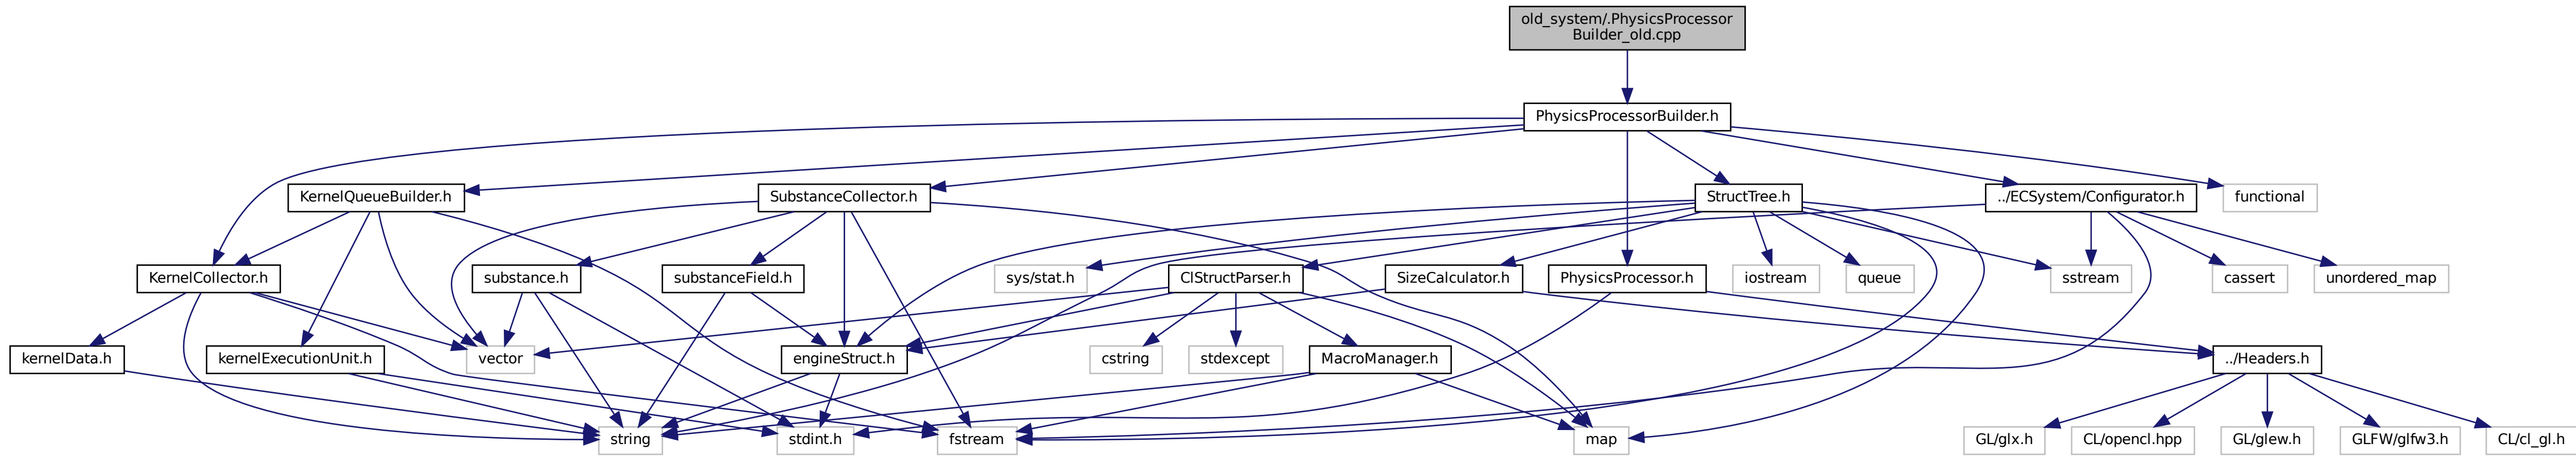 old_system/.PhysicsProcessor
Builder_old.cpp
PhysicsProcessorBuilder.h
KernelQueueBuilder.h
SubstanceCollector.h
StructTree.h
../ECSystem/Configurator.h
functional
KernelCollector.h
substance.h
substanceField.h
sys/stat.h
ClStructParser.h
SizeCalculator.h
PhysicsProcessor.h
iostream
queue
sstream
cassert
unordered_map
kernelData.h
kernelExecutionUnit.h
vector
engineStruct.h
cstring
stdexcept
MacroManager.h
../Headers.h
string
stdint.h
fstream
map
GL/glx.h
CL/opencl.hpp
GL/glew.h
GLFW/glfw3.h
CL/cl_gl.h